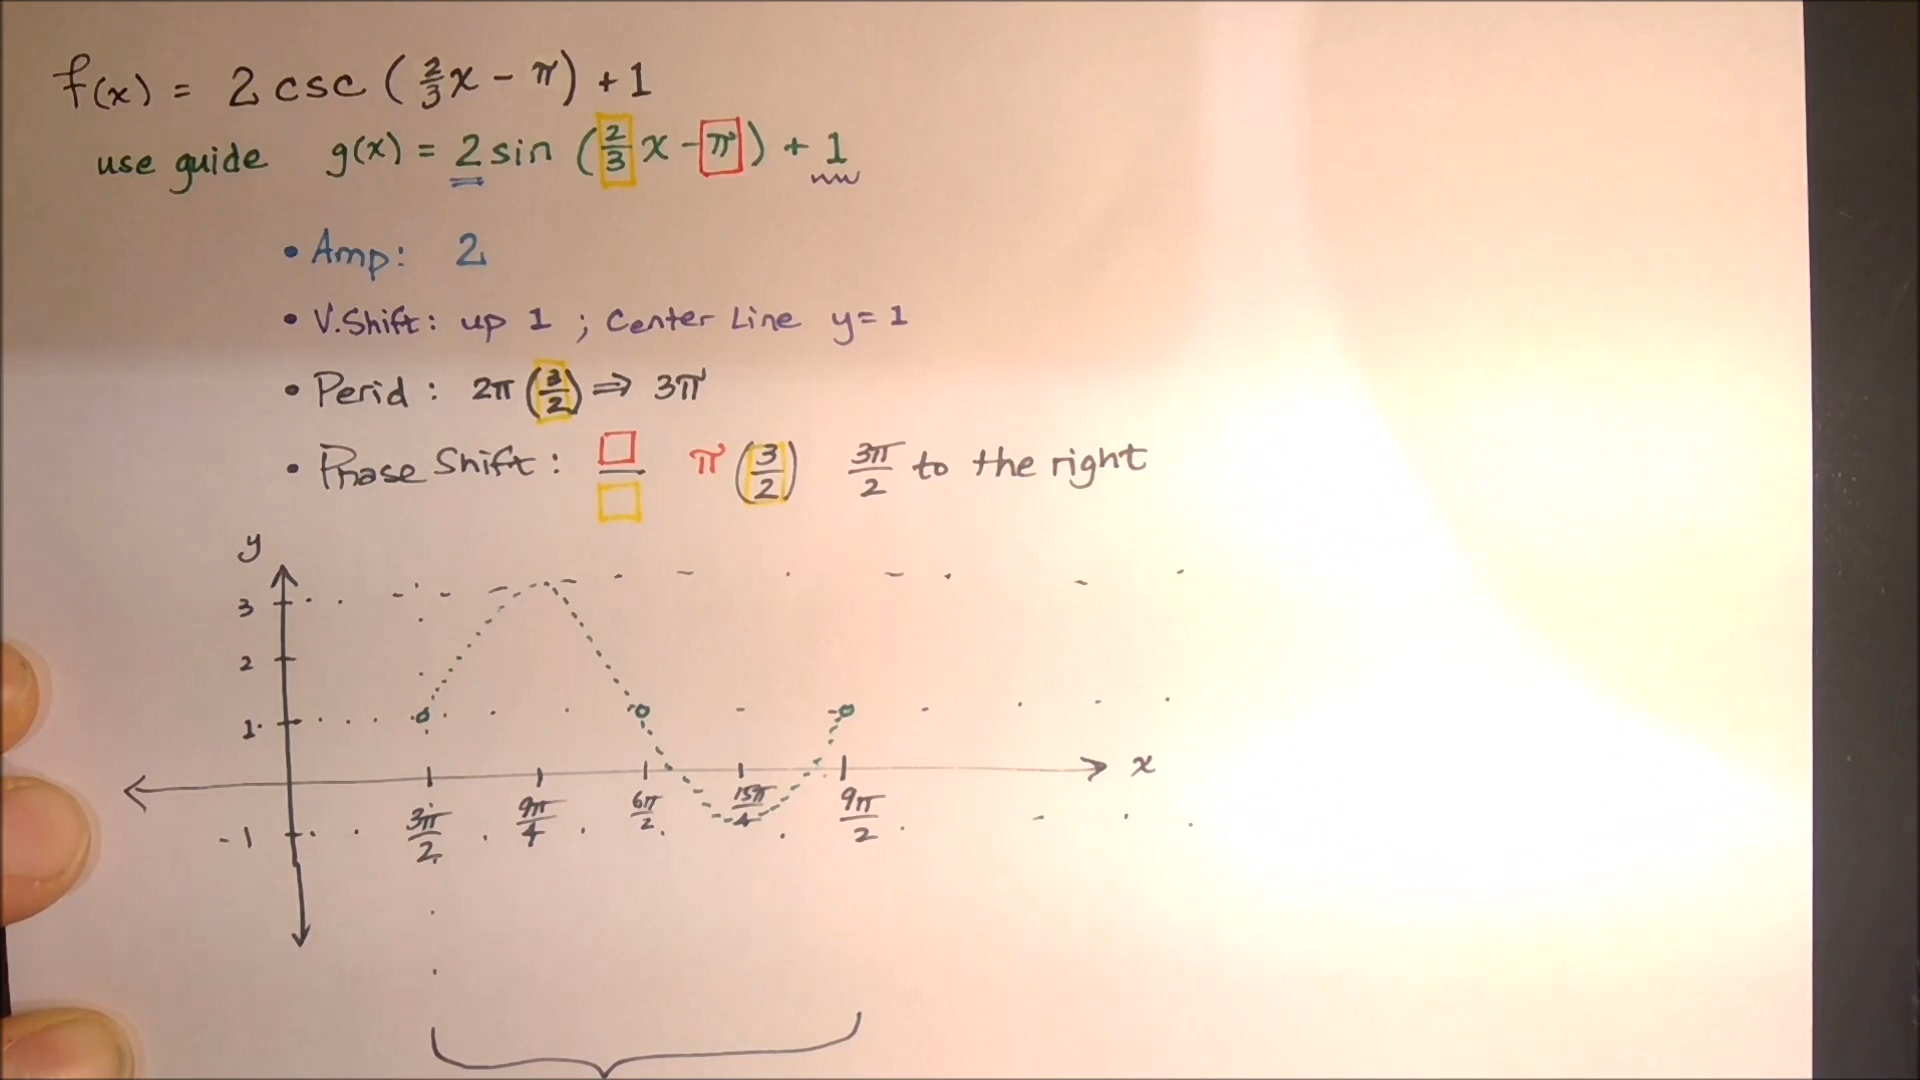 f(x) = 2 csc (2/3 x - π) + 1
use guide g(x) = 2 sin (2/3 x - π) + 1
• Amp: 2
• V.Shift: up 1 ; Center Line y = 1
• Perid : 2π (3/2) ⇒ 3π
• Phase Shift : □/□ π (3/2) 3π/2 to the right
y
3
2
1
x
3π/2 9π/4 6π/2 15π/4 9π/2
-1